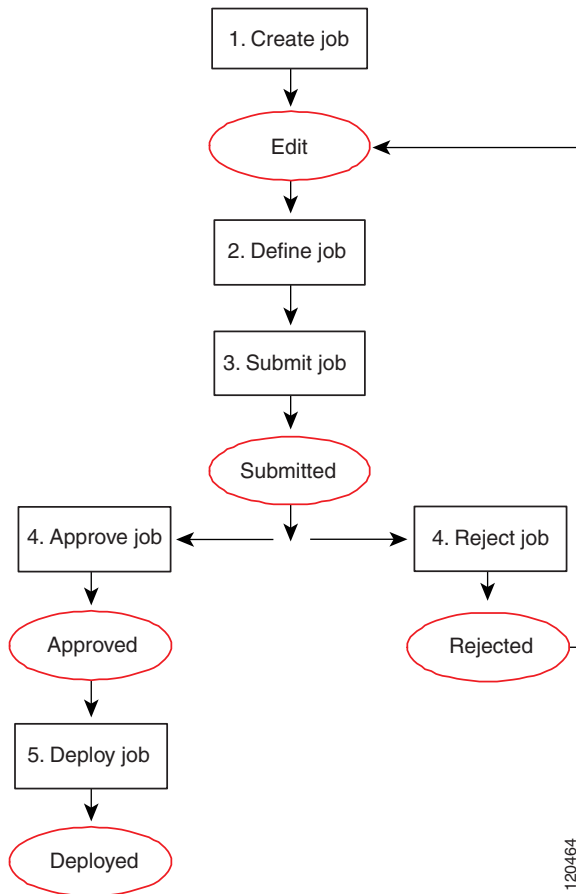 1. Create job
Edit
2. Define job
3. Submit job
Submitted
4. Approve job
4. Reject job
Approved
Rejected
5. Deploy job
Deployed
120464